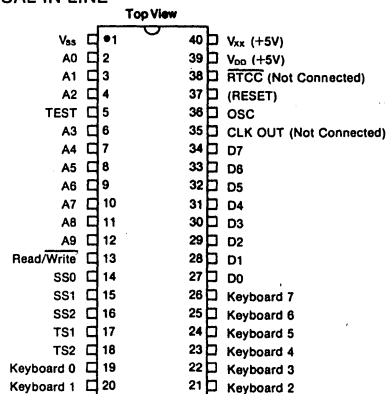 Top View
Vss 1 40 Vxx (+5V)
A0 2 39 VDD (+5V)
A1 3 38 RTCC (Not Connected)
A2 4 37 (RESET)
TEST 5 36 OSC
A3 6 35 CLK OUT (Not Connected)
A4 7 34 D7
A5 8 33 D6
A6 9 32 D5
A7 10 31 D4
A8 11 30 D3
A9 12 29 D2
Read/Write 13 28 D1
SS0 14 27 D0
SS1 15 26 Keyboard 7
SS2 16 25 Keyboard 6
TS1 17 24 Keyboard 5
TS2 18 23 Keyboard 4
Keyboard 0 19 22 Keyboard 3
Keyboard 1 20 21 Keyboard 2